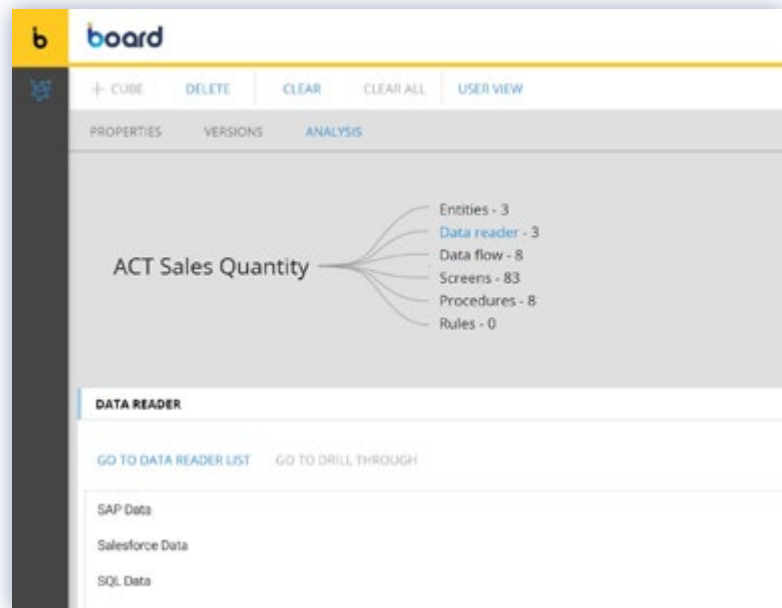 b board
+ CUBE DELETE CLEAR CLEAR ALL USER VIEW
PROPERTIES VERSIONS ANALYSIS
Entities - 3
Data reader - 3
Data flow - 8
ACT Sales Quantity
Screens - 83
Procedures - 8
Rules - 0
DATA READER
GO TO DATA READER LIST GO TO DRILL THROUGH
SAP Data
Salesforce Data
SQL Data